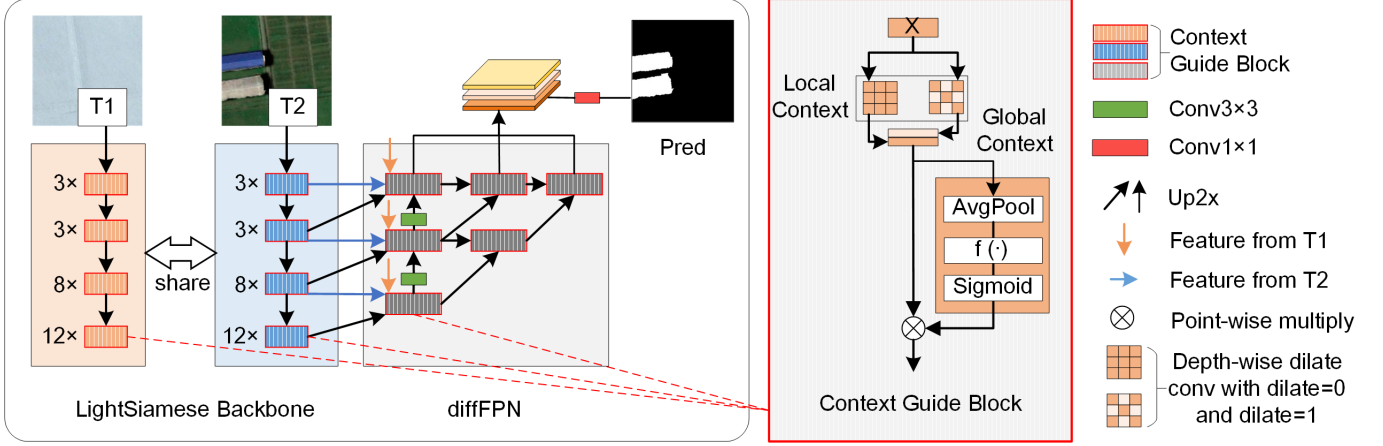 T1
T2
Pred
3×
3×
8×
12×
share
3×
3×
8×
12×
LightSiamese Backbone
diffFPN
X
Local
Context
Global
Context
AvgPool
f (·)
Sigmoid
Context Guide Block
Context
Guide Block
Conv3×3
Conv1×1
Up2x
Feature from T1
Feature from T2
Point-wise multiply
Depth-wise dilate
conv with dilate=0
and dilate=1